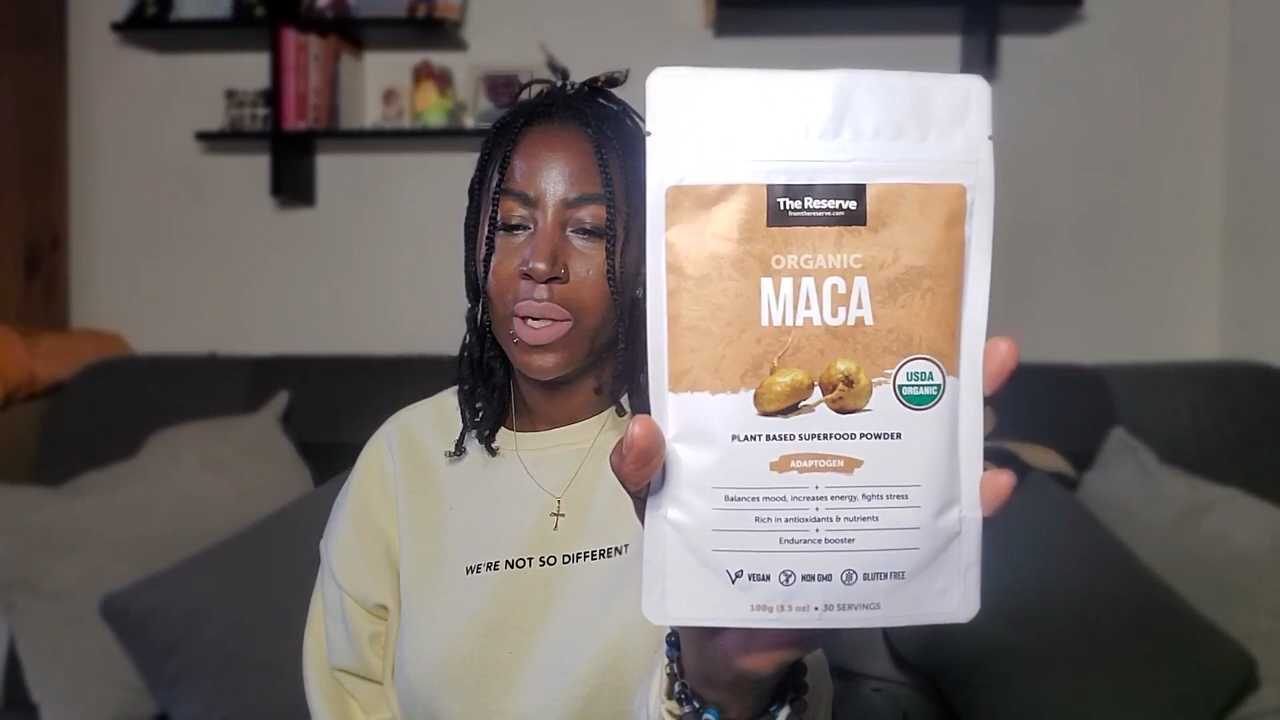 The Reserve
fromthereserve.com
ORGANIC
MACA
USDA
ORGANIC
PLANT BASED SUPERFOOD POWDER
ADAPTOGEN
Balances mood, increases energy, fights stress
Rich in antioxidants & nutrients
Endurance booster
VEGAN NON GMO GLUTEN FREE
100g (3.5 oz) • 30 SERVINGS
WE'RE NOT SO DIFFERENT